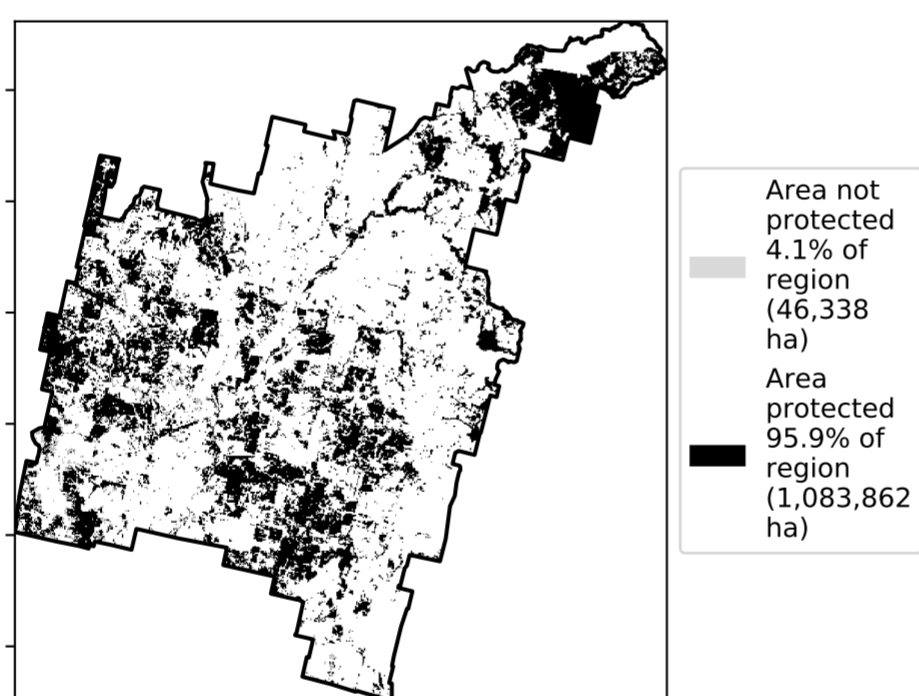 Area not
protected
4.1% of
region
(46,338
ha)
Area
protected
95.9% of
region
(1,083,862
ha)